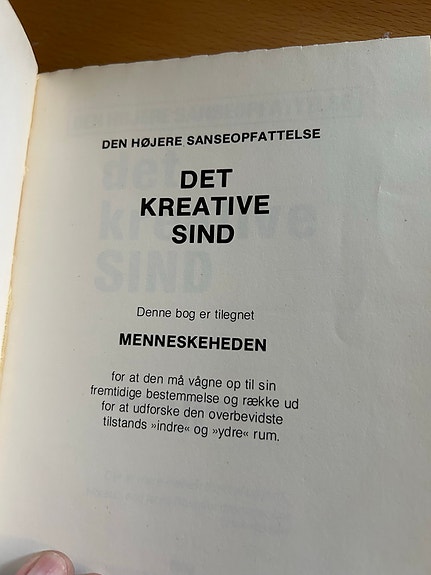 DEN HØJERE SANSEOPFATTELSE
DET
KREATIVE
SIND
Denne bog er tilegnet
MENNESKEHEDEN
for at den må vågne op til sin
fremtidige bestemmelse og række ud
for at udforske den overbevidste
tilstands »indre« og »ydre« rum.